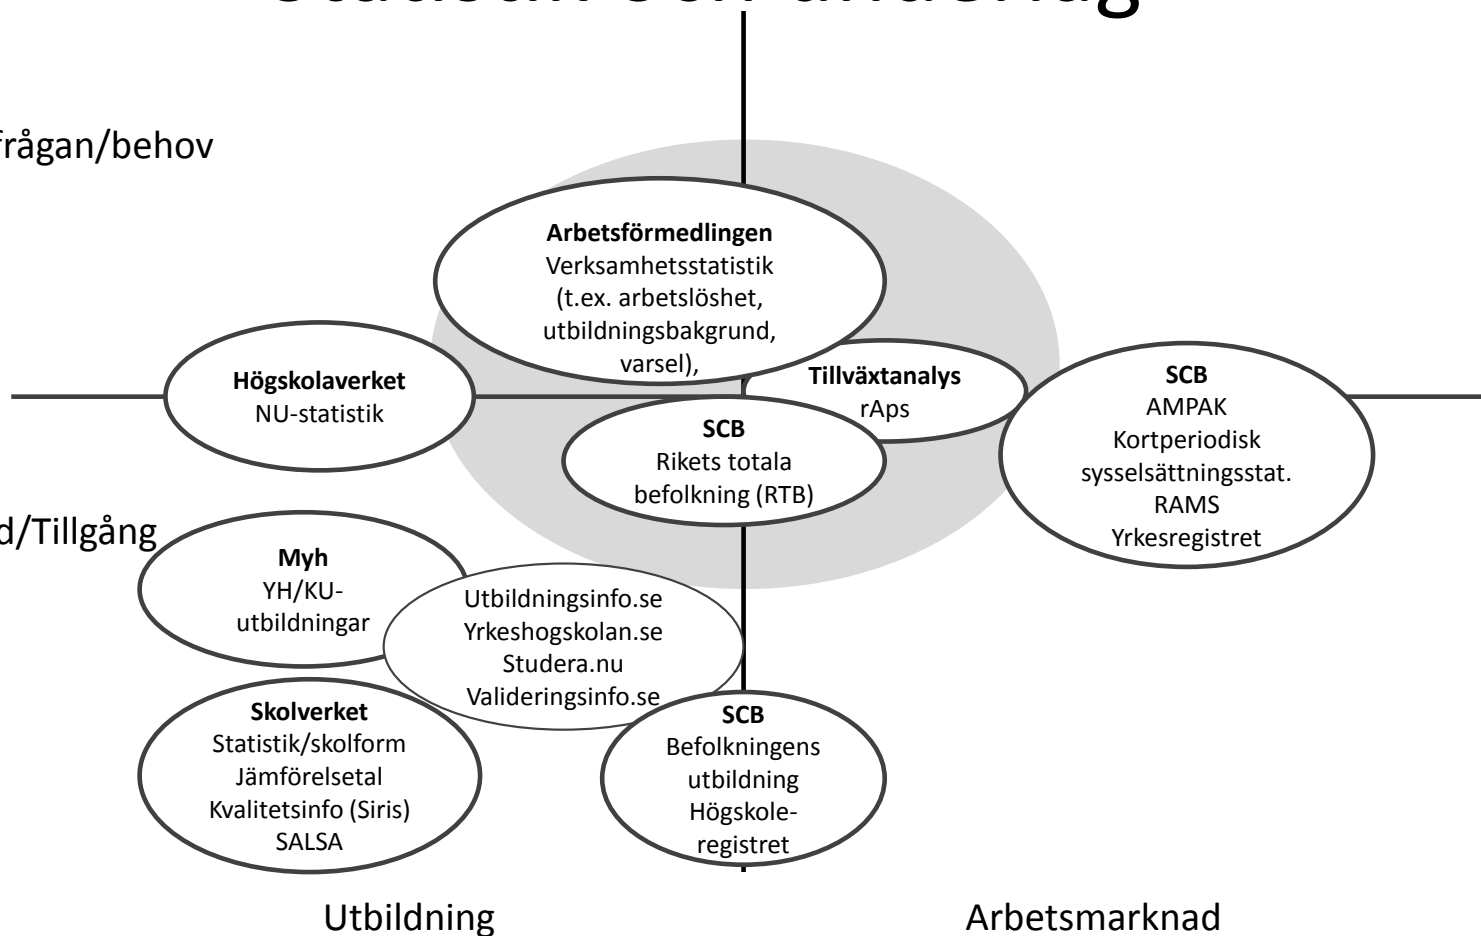 frågan/behov
Arbetsförmedlingen
Verksamhetsstatistik
(t.ex. arbetslöshet,
utbildningsbakgrund,
varsel),
Högskolaverket
NU-statistik
Tillväxtanalys
rAps
SCB
AMPAK
Kortperiodisk
sysselsättningsstat.
RAMS
Yrkesregistret
SCB
Rikets totala
befolkning (RTB)
d/Tillgång
Myh
YH/KU-
utbildningar
Utbildningsinfo.se
Yrkeshogskolan.se
Studera.nu
Valideringsinfo.se
Skolverket
Statistik/skolform
Jämförelsetal
Kvalitetsinfo (Siris)
SALSA
SCB
Befolkningens
utbildning
Högskole-
registret
Utbildning
Arbetsmarknad